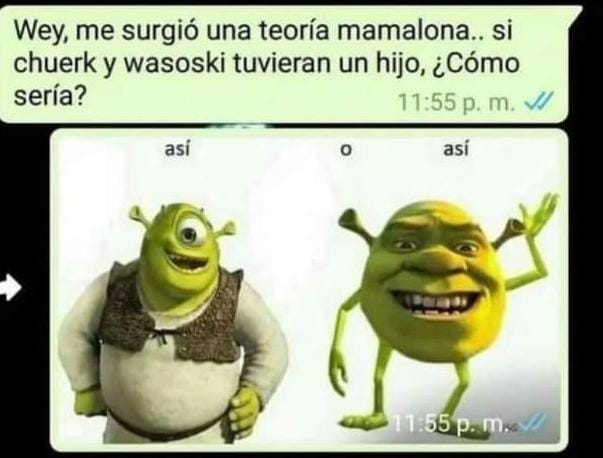 Wey, me surgió una teoría mamalona.. si
chuerk y wasoski tuvieran un hijo, ¿Cómo
sería?
11:55 p. m.
así o así
11:55 p. m.